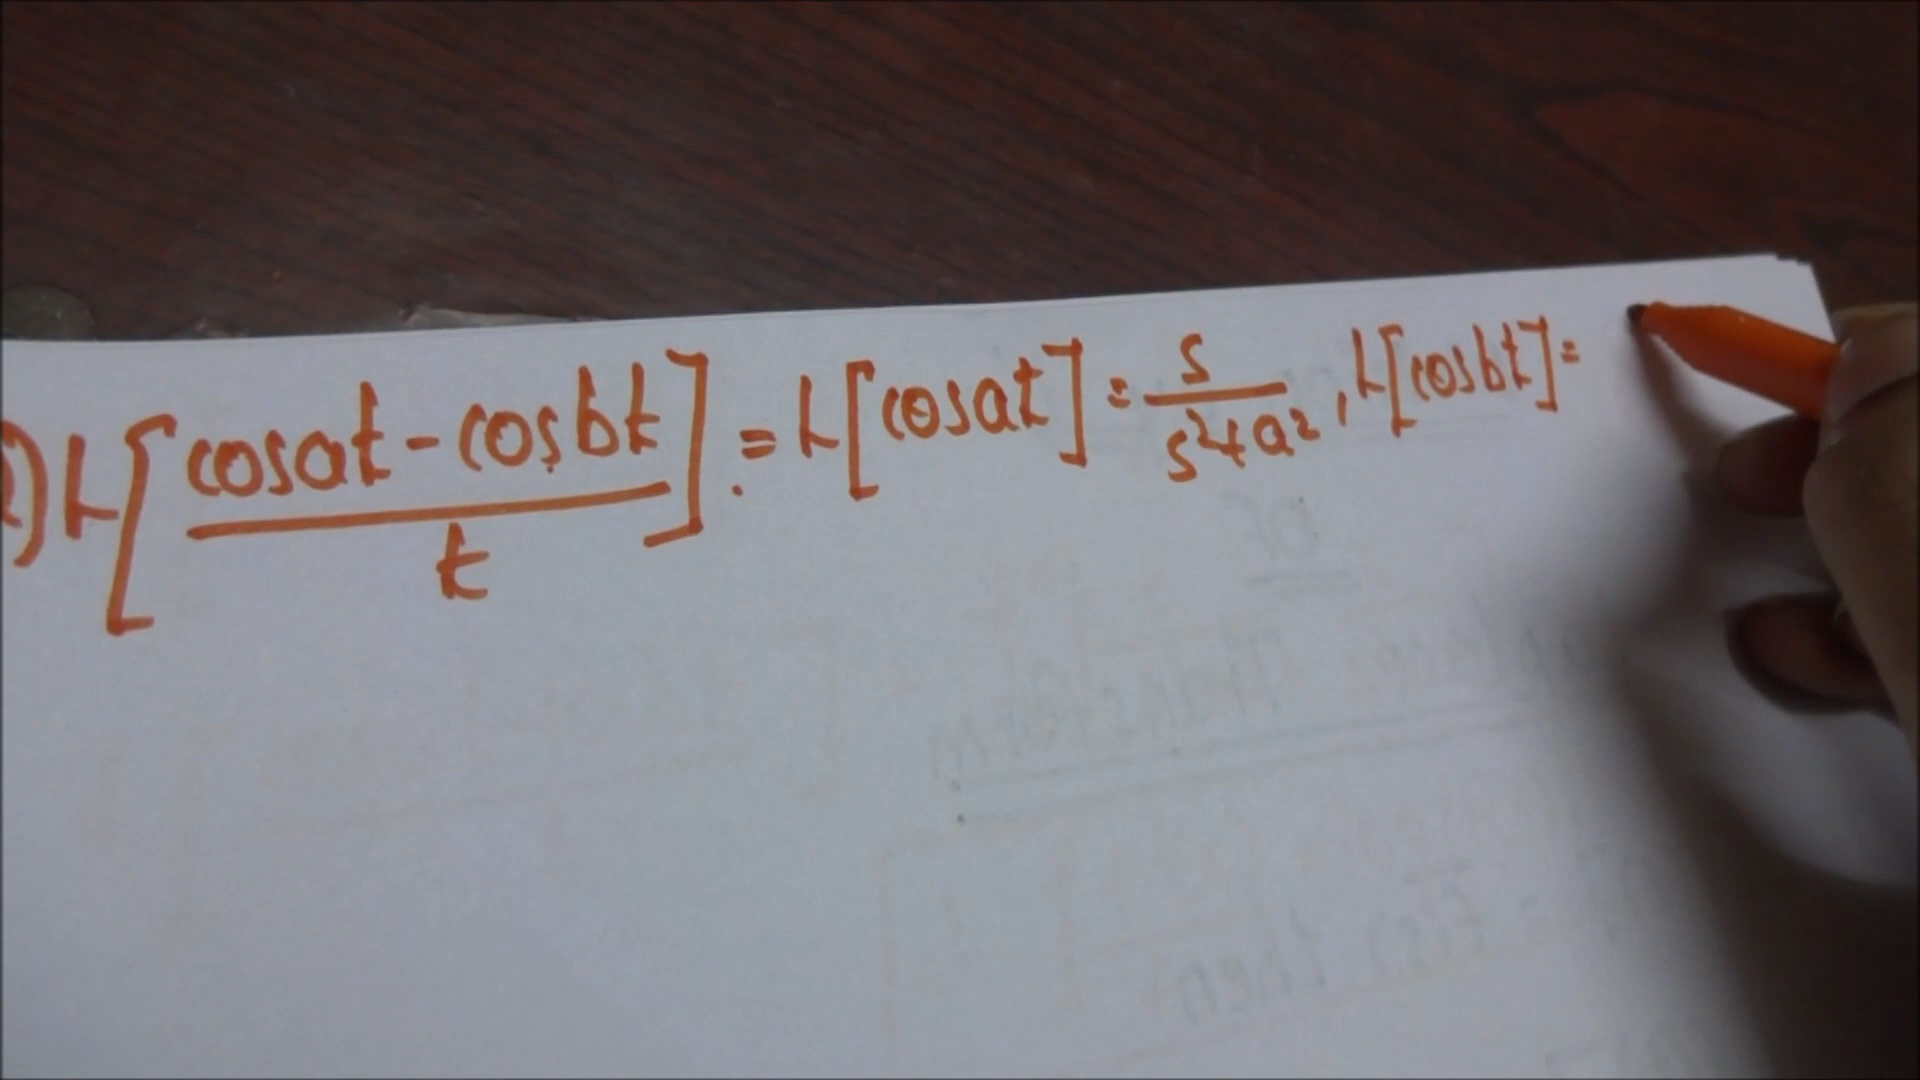 L[cosat-cosbt/t] = L[cosat] = s/s²+a², L[cosbt] =